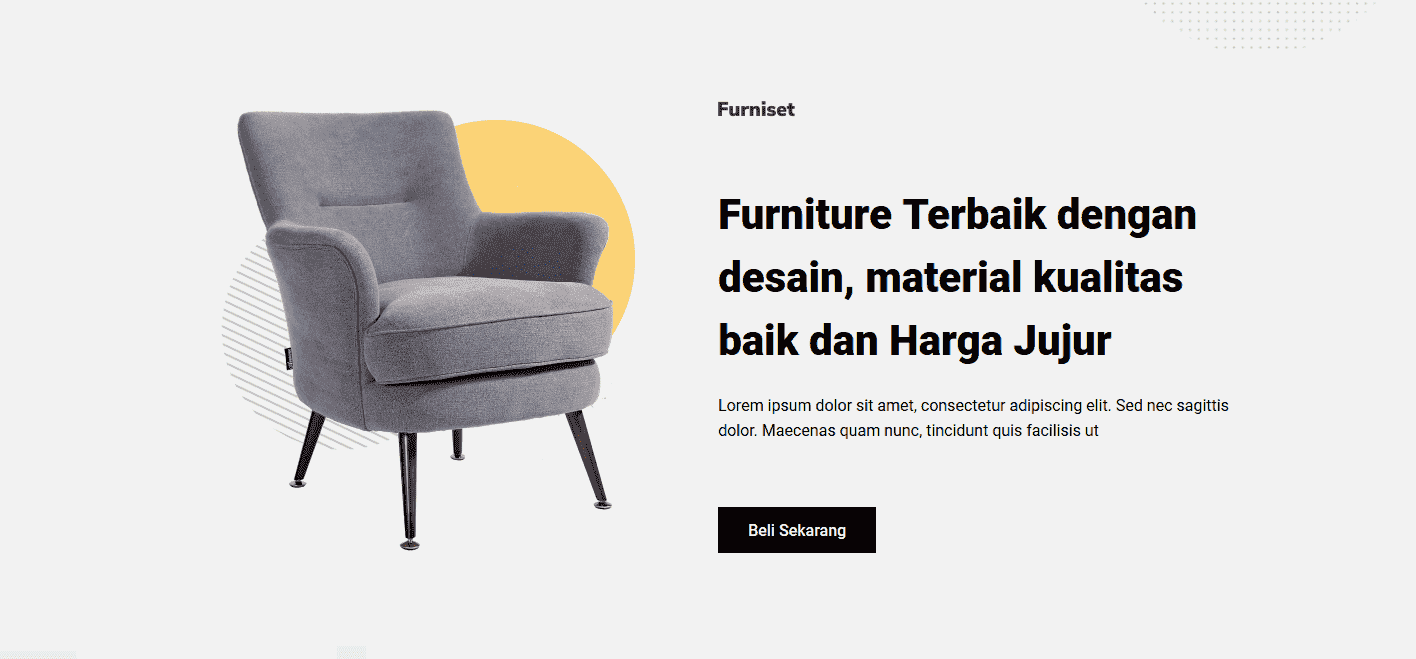 Furniset
Furniture Terbaik dengan
desain, material kualitas
baik dan Harga Jujur
Lorem ipsum dolor sit amet, consectetur adipiscing elit. Sed nec sagittis
dolor. Maecenas quam nunc, tincidunt quis facilisis ut
Beli Sekarang